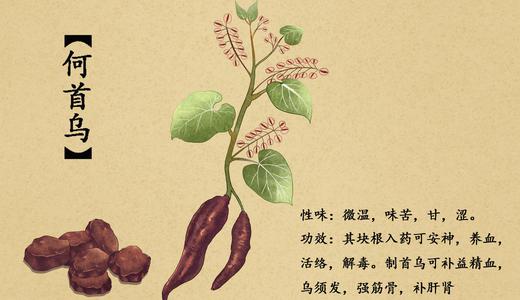 【何首乌】
性味：微温，味苦，甘，涩。
功效：其块根入药可安神，养血，
活络，解毒。制首乌可补益精血，
乌须发，强筋骨，补肝肾